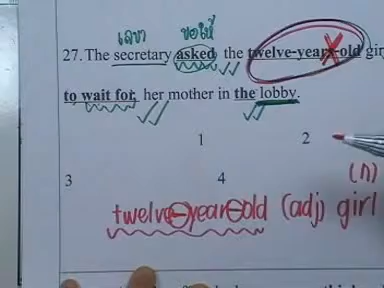 เลขา ขอให้
27. The secretary asked the twelve-years-old gir
to wait for, her mother in the lobby.
1 2
3 4
(n)
twelve-year-old (adj) girl